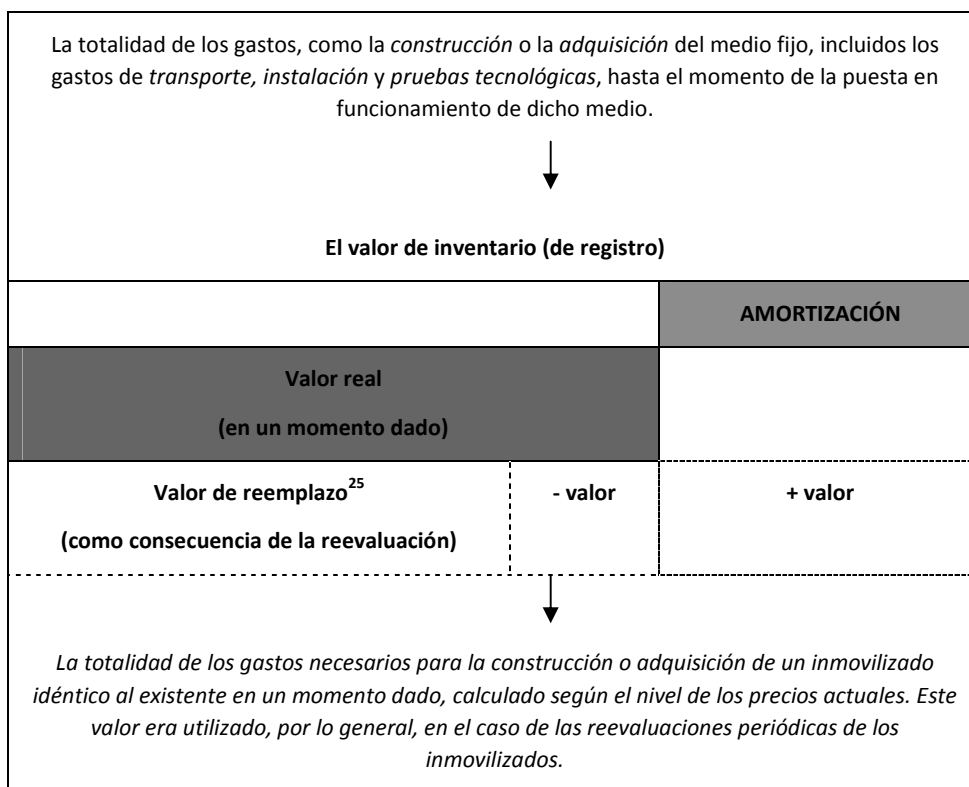 La totalidad de los gastos, como la construcción o la adquisición del medio fijo, incluidos los
gastos de transporte, instalación y pruebas tecnológicas, hasta el momento de la puesta en
funcionamiento de dicho medio.
El valor de inventario (de registro)
AMORTIZACIÓN
Valor real
(en un momento dado)
Valor de reemplazo25
(como consecuencia de la reevaluación)
- valor
+ valor
La totalidad de los gastos necesarios para la construcción o adquisición de un inmovilizado
idéntico al existente en un momento dado, calculado según el nivel de los precios actuales. Este
valor era utilizado, por lo general, en el caso de las reevaluaciones periódicas de los
inmovilizados.